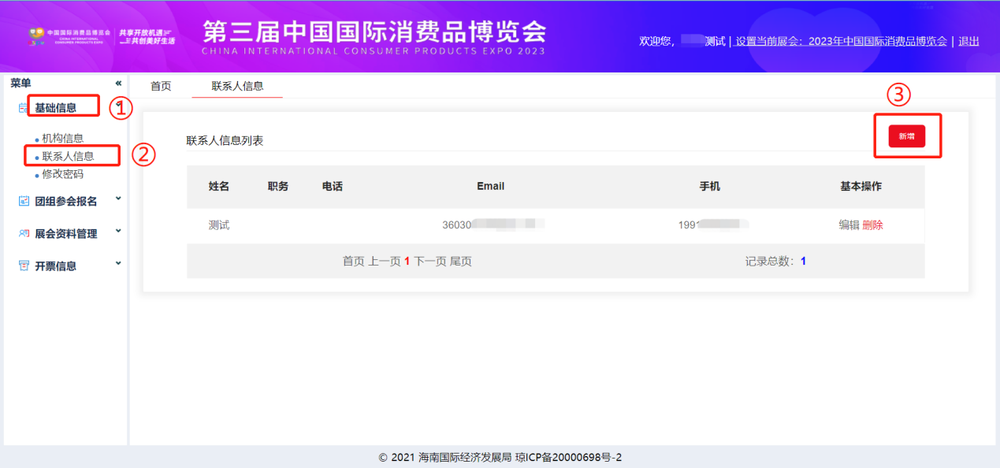 中国国际消费品博览会
CHINA INTERNATIONAL
CONSUMER PRODUCTS EXPO
共享开放机遇
共创美好生活
第三届中国国际消费品博览会
CHINA INTERNATIONAL CONSUMER PRODUCTS EXPO 2023
欢迎您, 测试 | 设置当前展会：2023年中国国际消费品博览会 | 退出
菜单 «
首页 联系人信息
基础信息 ①
③
机构信息
联系人信息 ②
修改密码
团组参会报名
展会资料管理
开票信息
联系人信息列表 新增
姓名 职务 电话 Email 手机 基本操作
测试 36030 1991 编辑 删除
首页 上一页 1 下一页 尾页 记录总数：1
© 2021 海南国际经济发展局 琼ICP备20000698号-2